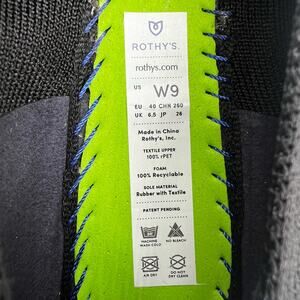 ROTHY'S.
rothys.com
US W9
EU 40 CHN 260
UK 6.5 JP 26
Made in China
Rothy's, Inc.
TEXTILE UPPER
100% rPET
FOAM
100% Recyclable
SOLE MATERIAL
Rubber with Textile
PATENT PENDING
MACHINE WASH COLD
NO BLEACH
AIR DRY
DO NOT DRY CLEAN